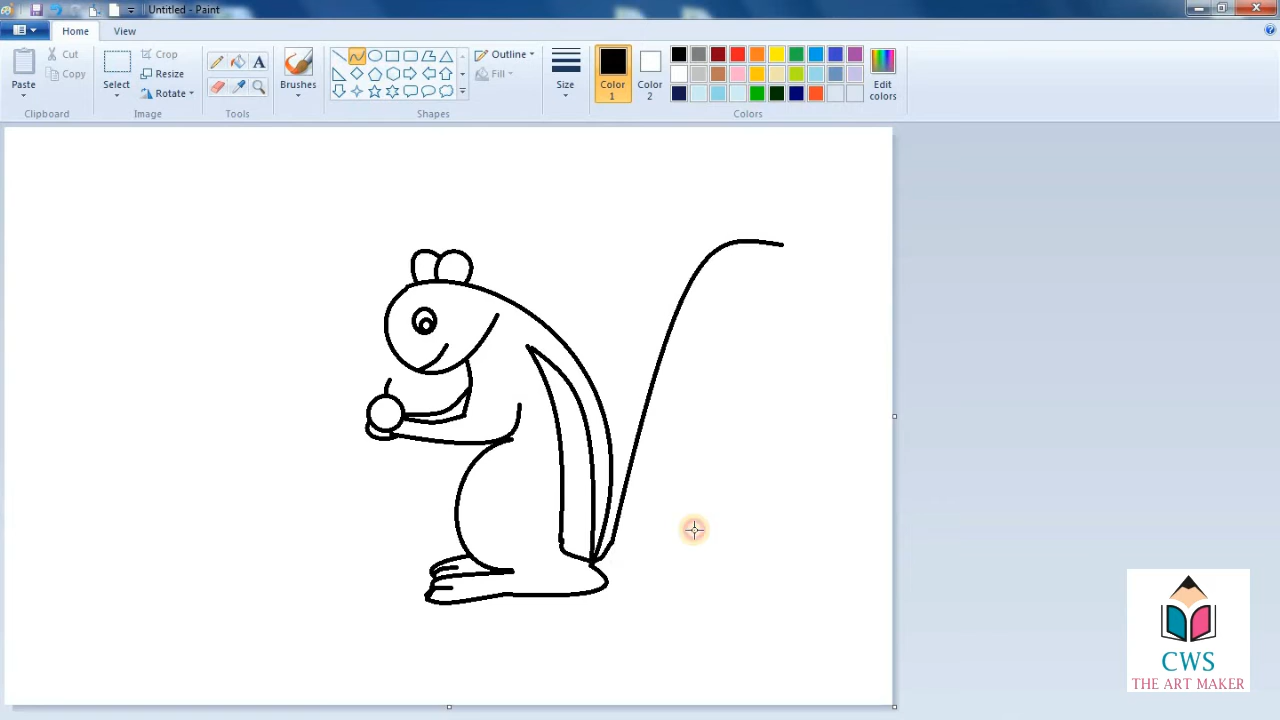 Untitled - Paint
Home
View
Paste
Cut
Copy
Clipboard
Select
Crop
Resize
Rotate
Image
A
Tools
Brushes
Outline
Fill
Shapes
Size
Color
1
Color
2
Edit
colors
Colors
CWS
THE ART MAKER